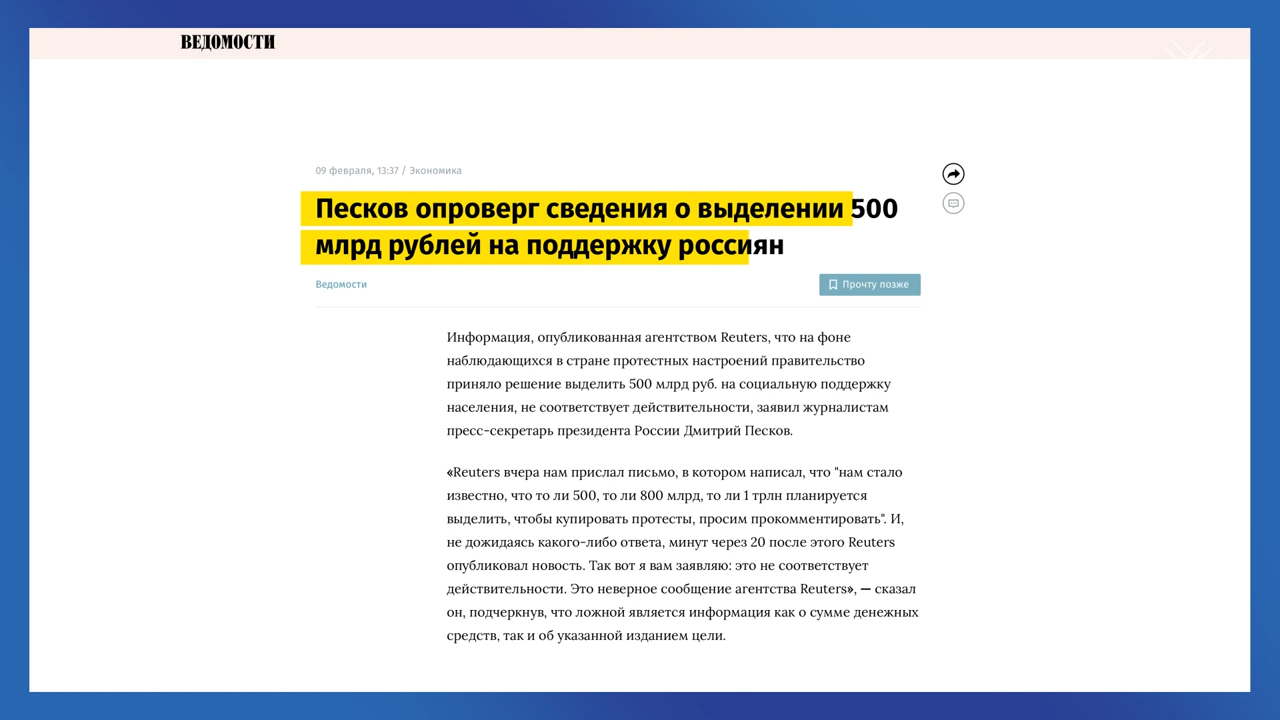 ВЕДОМОСТИ
09 февраля, 13:37 / Экономика
Песков опроверг сведения о выделении 500
млрд рублей на поддержку россиян
Ведомости
Прочту позже
Информация, опубликованная агентством Reuters, что на фоне
наблюдающихся в стране протестных настроений правительство
приняло решение выделить 500 млрд руб. на социальную поддержку
населения, не соответствует действительности, заявил журналистам
пресс-секретарь президента России Дмитрий Песков.
«Reuters вчера нам прислал письмо, в котором написал, что "нам стало
известно, что то ли 500, то ли 800 млрд, то ли 1 трлн планируется
выделить, чтобы купировать протесты, просим прокомментировать". И,
не дожидаясь какого-либо ответа, минут через 20 после этого Reuters
опубликовал новость. Так вот я вам заявляю: это не соответствует
действительности. Это неверное сообщение агентства Reuters», — сказал
он, подчеркнув, что ложной является информация как о сумме денежных
средств, так и об указанной изданием цели.